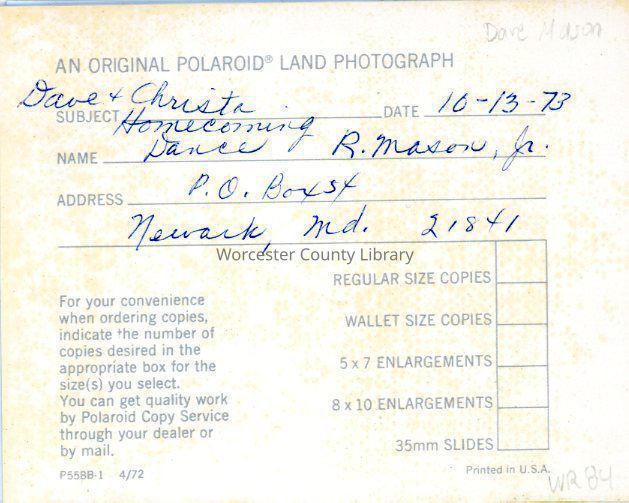 Dave Mason
AN ORIGINAL POLAROID® LAND PHOTOGRAPH
Dave + Christa
SUBJECT Homecoming DATE 10-13-73
NAME Dance R. Mason, Jr.
ADDRESS P.O. Box 54
Newark, Md. 21841
Worcester County Library
REGULAR SIZE COPIES
WALLET SIZE COPIES
5 x 7 ENLARGEMENTS
8 x 10 ENLARGEMENTS
35mm SLIDES
For your convenience
when ordering copies,
indicate the number of
copies desired in the
appropriate box for the
size(s) you select.
You can get quality work
by Polaroid Copy Service
through your dealer or
by mail.
P55BB-1 4/72
Printed in U.S.A.
WR 84